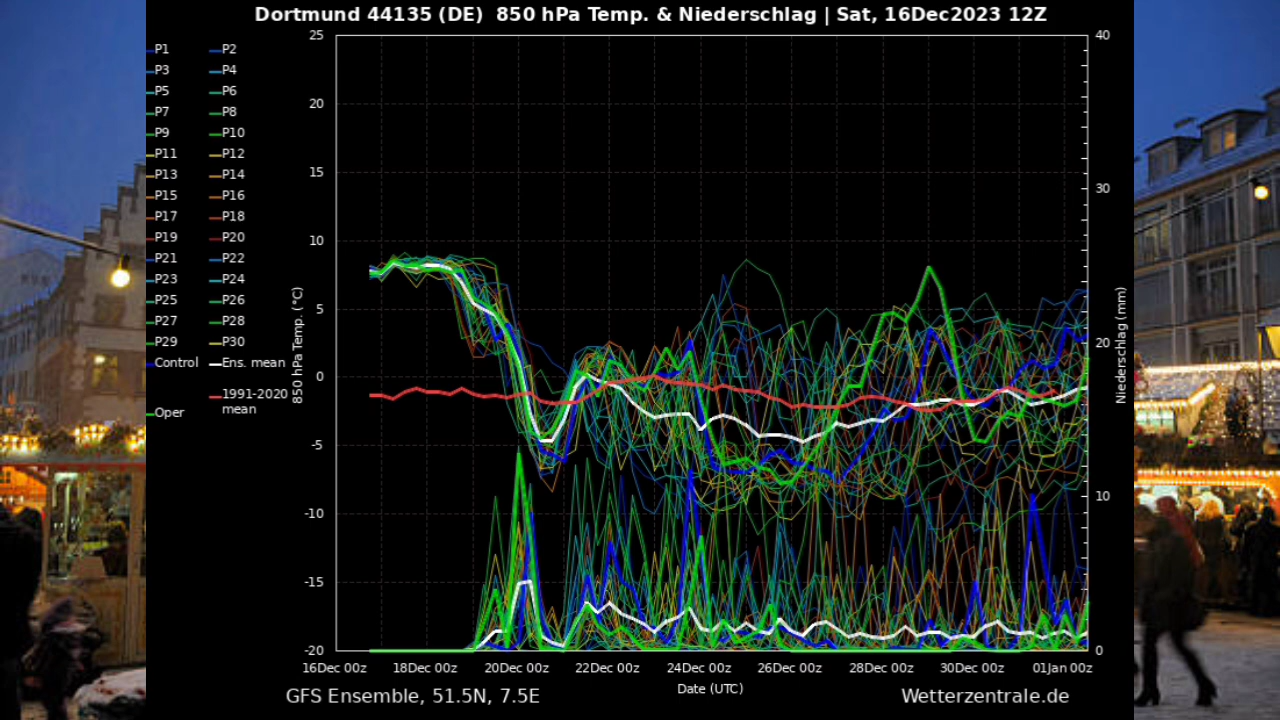 Dortmund 44135 (DE)  850 hPa Temp. & Niederschlag | Sat, 16Dec2023 12Z
P1 P2
P3 P4
P5 P6
P7 P8
P9 P10
P11 P12
P13 P14
P15 P16
P17 P18
P19 P20
P21 P22
P23 P24
P25 P26
P27 P28
P29 P30
Control Ens. mean
1991-2020
mean
Oper
850 hPa Temp. (°C)
25
20
15
10
5
0
-5
-10
-15
-20
40
30
20
10
0
Niederschlag (mm)
16Dec 00z 18Dec 00z 20Dec 00z 22Dec 00z 24Dec 00z 26Dec 00z 28Dec 00z 30Dec 00z 01Jan 00z
Date (UTC)
GFS Ensemble, 51.5N, 7.5E
Wetterzentrale.de